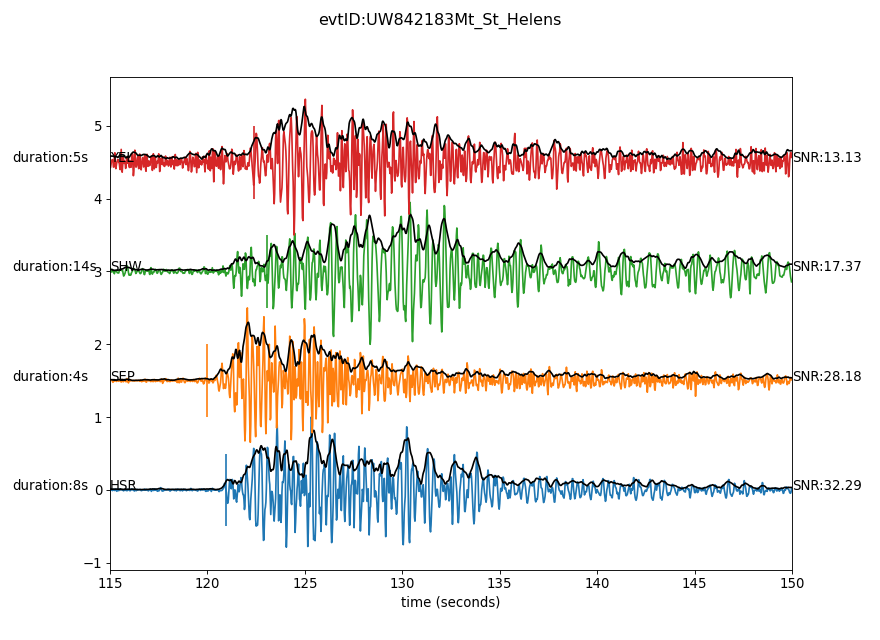 evtID:UW842183Mt_St_Helens
5
duration:5s
SNR:13.13
4
duration:14s
SHW
SNR:17.37
3
2
duration:4s
SEP
SNR:28.18
1
duration:8s
HSR
SNR:32.29
0
−1
115 120 125 130 135 140 145 150
time (seconds)